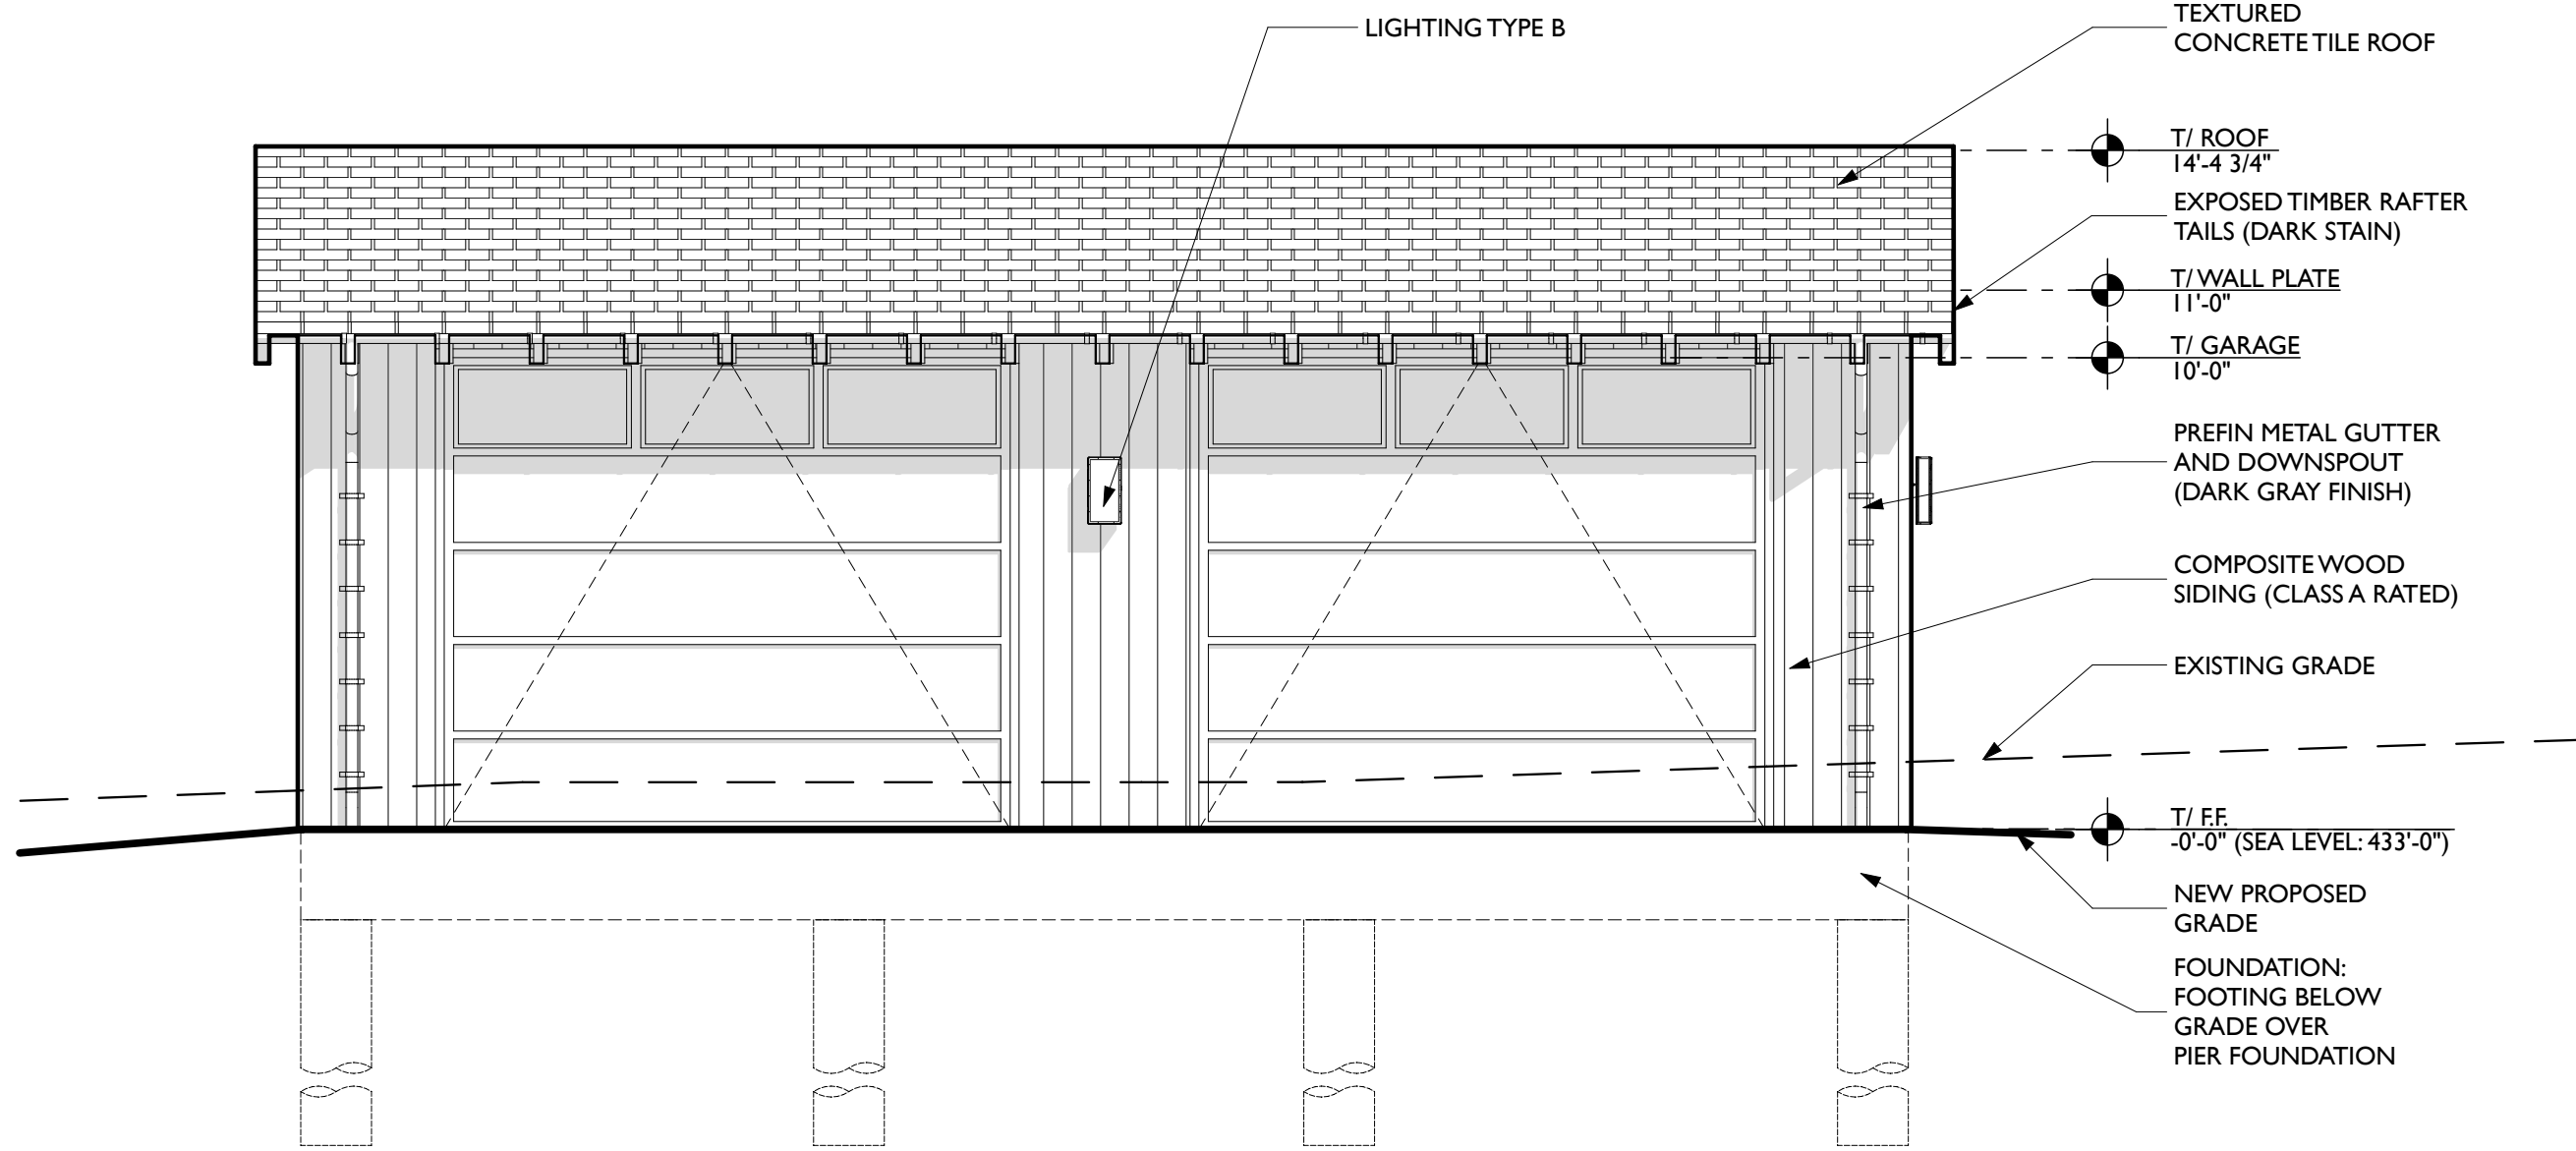 LIGHTING TYPE B
TEXTURED
CONCRETE TILE ROOF
T/ ROOF
14'-4 3/4"
EXPOSED TIMBER RAFTER
TAILS (DARK STAIN)
T/ WALL PLATE
11'-0"
T/ GARAGE
10'-0"
PREFIN METAL GUTTER
AND DOWNSPOUT
(DARK GRAY FINISH)
COMPOSITE WOOD
SIDING (CLASS A RATED)
EXISTING GRADE
T/ F.F.
-0'-0" (SEA LEVEL: 433'-0")
NEW PROPOSED
GRADE
FOUNDATION:
FOOTING BELOW
GRADE OVER
PIER FOUNDATION